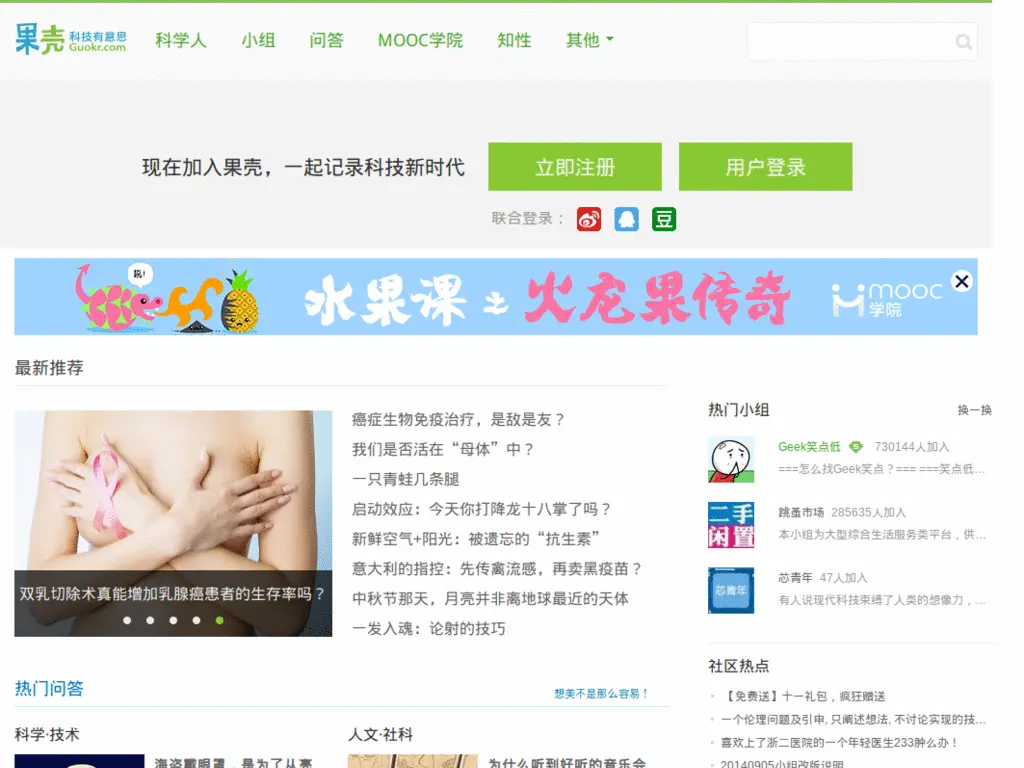 果壳 科技有意思
Guokr.com
科学人 小组 问答 MOOC学院 知性 其他
现在加入果壳，一起记录科技新时代 立即注册 用户登录
联合登录：
豆
水果课之火龙果传奇
mooc
学院
最新推荐
癌症生物免疫治疗，是敌是友？
我们是否活在“母体”中？
一只青蛙几条腿
启动效应：今天你打降龙十八掌了吗？
新鲜空气+阳光：被遗忘的“抗生素”
意大利的指控：先传禽流感，再卖黑疫苗？
中秋节那天，月亮并非离地球最近的天体
一发入魂：论射的技巧
双乳切除术真能增加乳腺癌患者的生存率吗？
热门小组 换一换
Geek笑点低 730144人加入
===怎么找Geek笑点？=== ===笑点低...
二手
闲置
跳蚤市场 285635人加入
本小组为大型综合生活服务类平台，供...
芯青年
芯青年 47人加入
有人说现代科技束缚了人类的想像力，...
社区热点
【免费送】十一礼包，疯狂赠送
一个伦理问题及引申, 只阐述想法, 不讨论实现的技...
喜欢上了浙二医院的一个年轻医生233肿么办！
20140905小组改版说明
热门问答 想美不是那么容易！
科学·技术 人文·社科
海盗戴眼罩，是为了从亮
为什么听到好听的音乐会